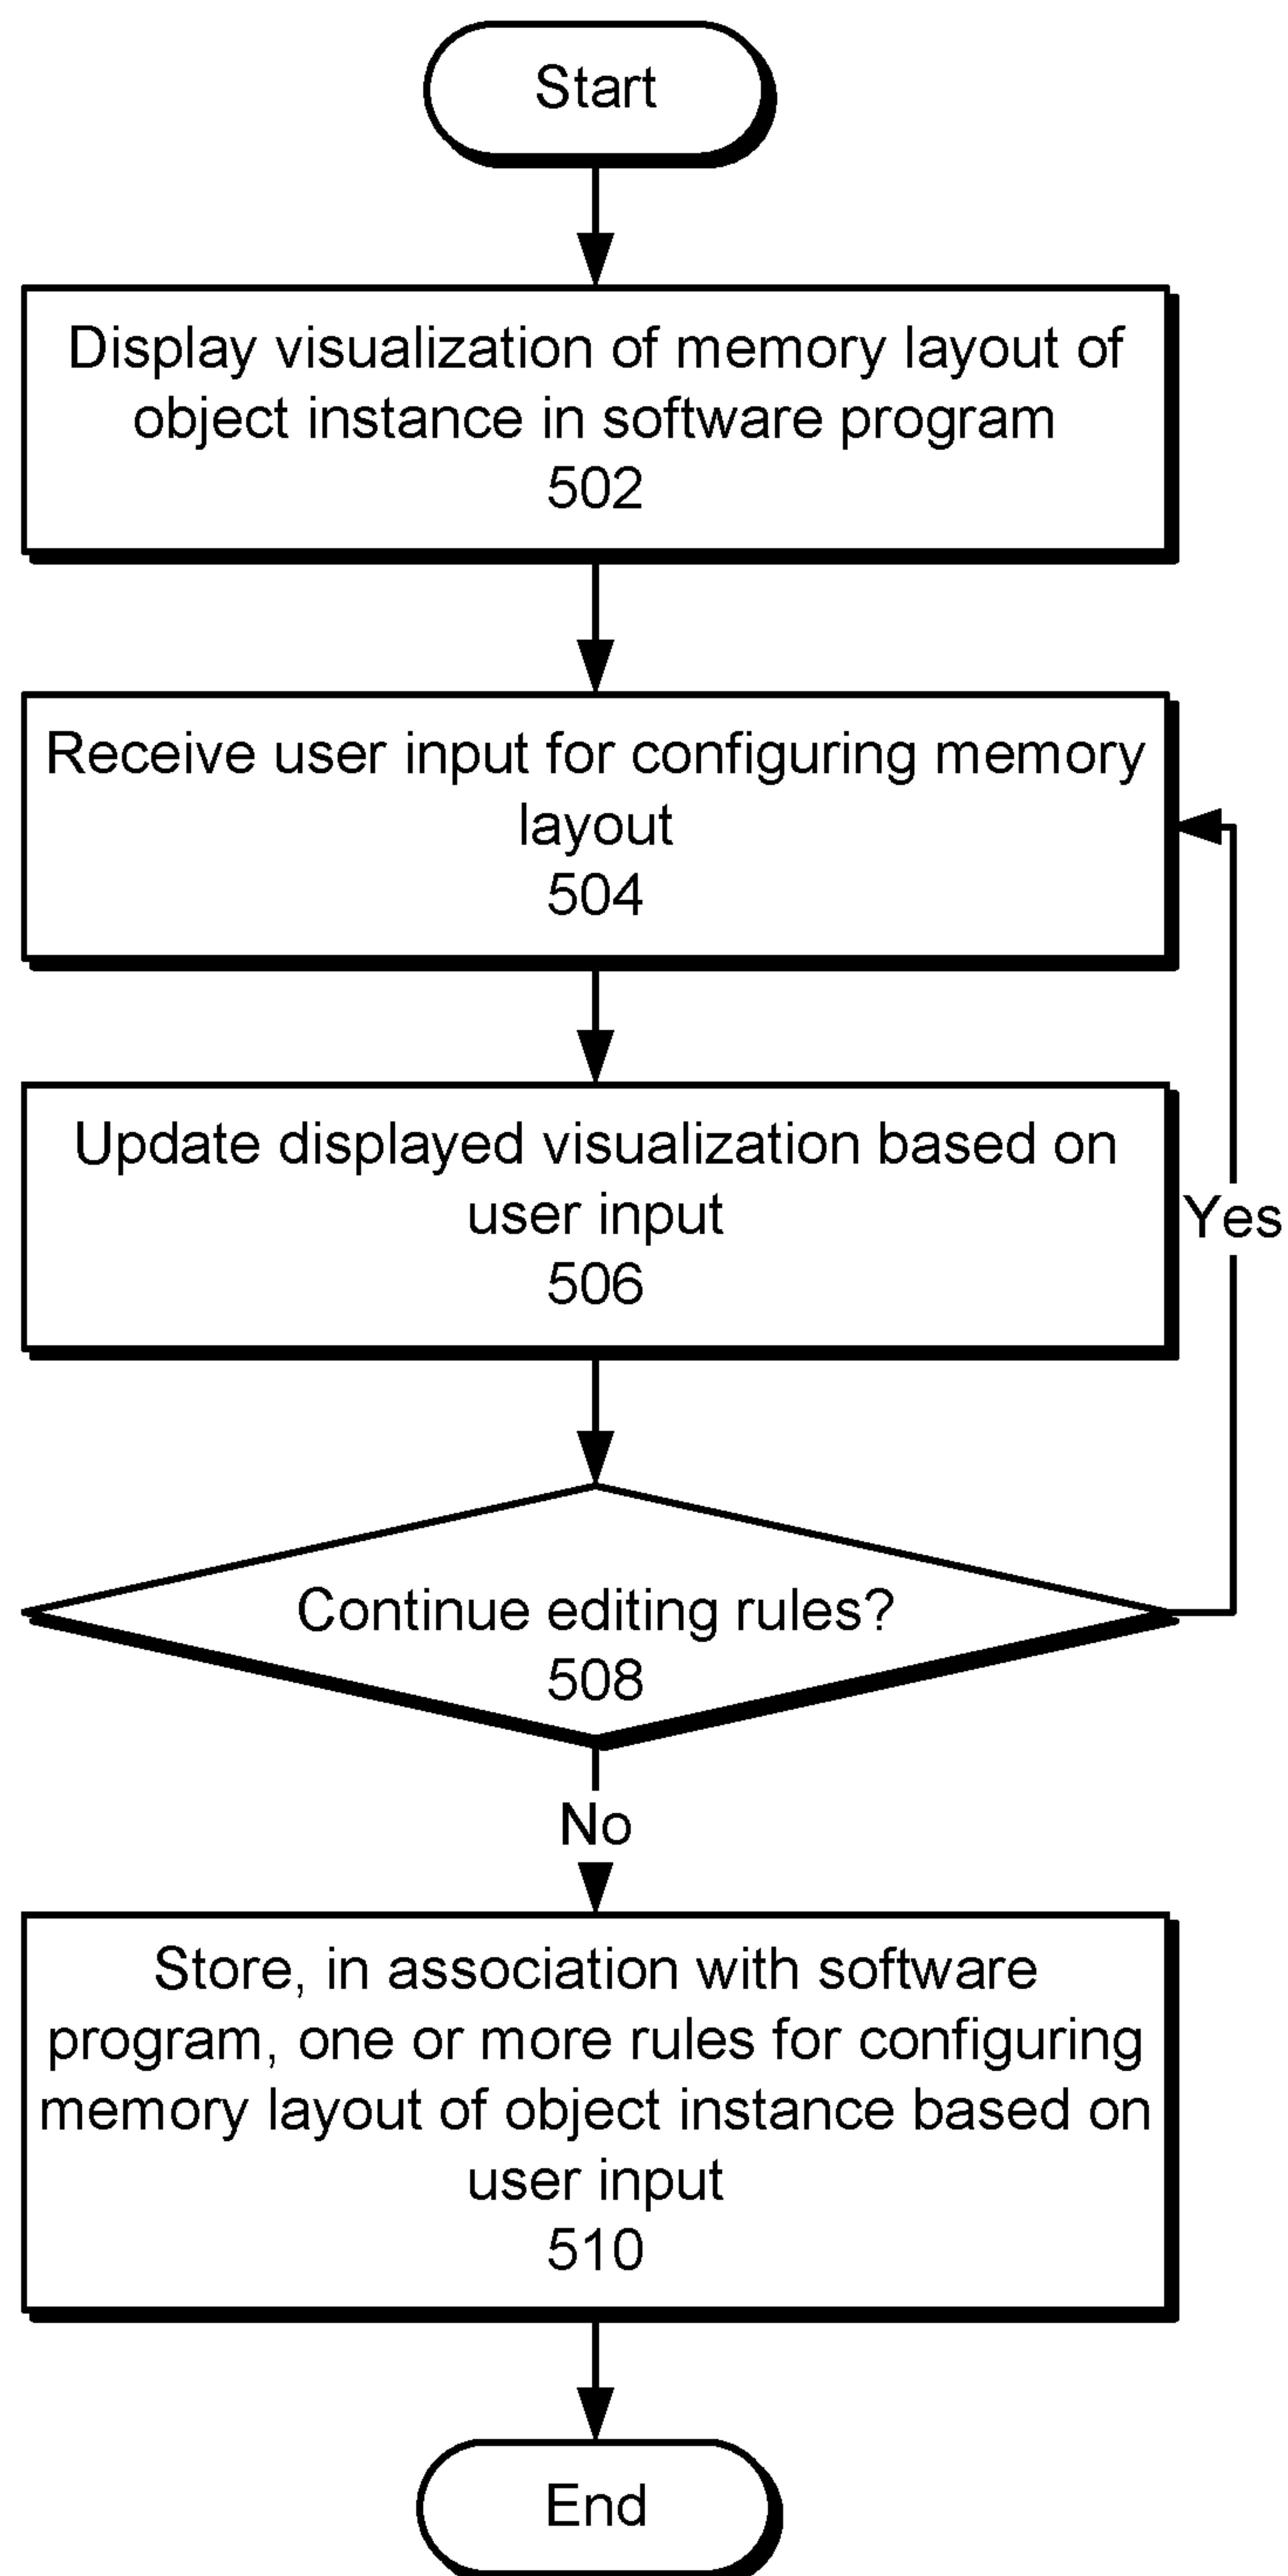 Start
Display visualization of memory layout of
object instance in software program
502
Receive user input for configuring memory
layout
504
Update displayed visualization based on
user input
506
Yes
Continue editing rules?
508
No
Store, in association with software
program, one or more rules for configuring
memory layout of object instance based on
user input
510
End